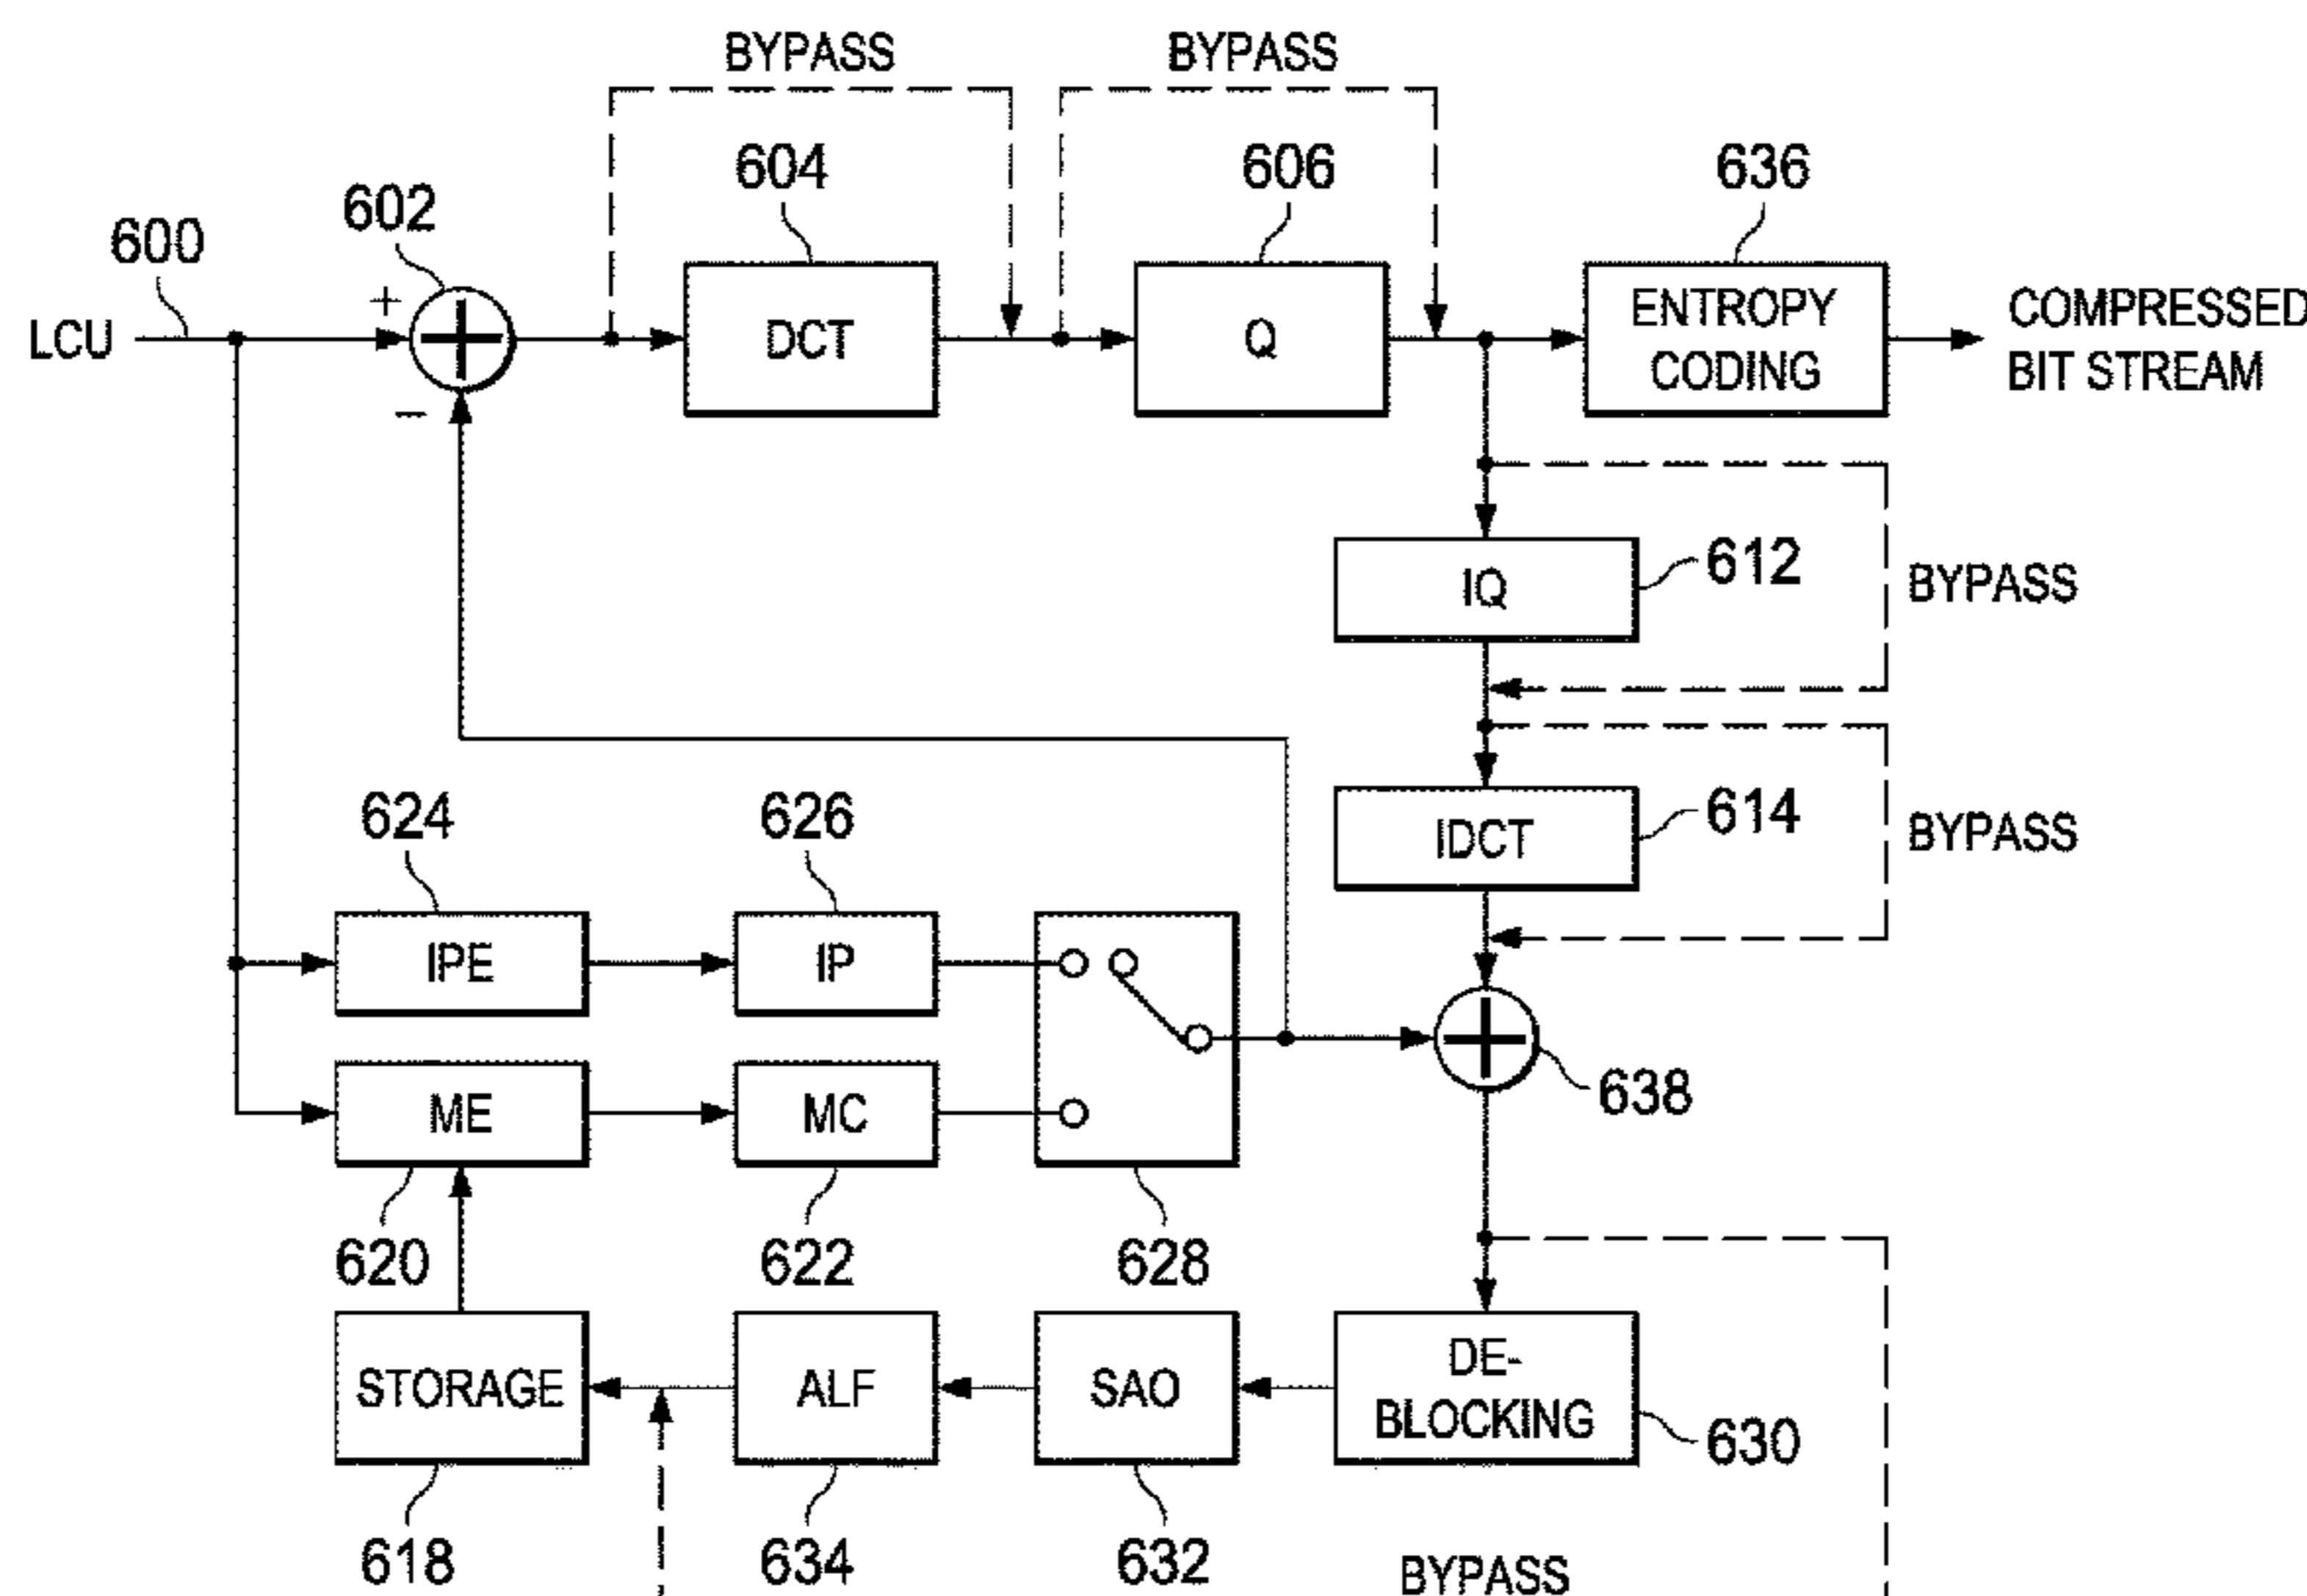 BYPASS
BYPASS
604
606
636
602
600
+
LCU
DCT
Q
ENTROPY
CODING
COMPRESSED
BIT STREAM
−
IQ
612
BYPASS
624
626
IDCT
614
BYPASS
IPE
IP
ME
MC
638
620
622
628
STORAGE
ALF
SAO
DE-
BLOCKING
630
618
634
632
BYPASS